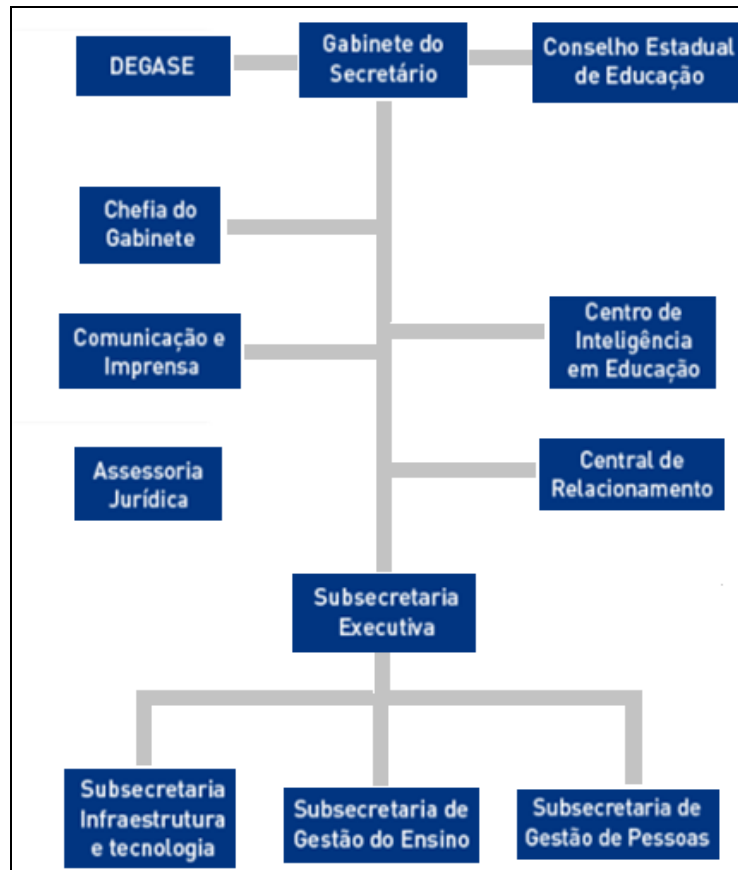 DEGASE
Gabinete do
Secretário
Conselho Estadual
de Educação
Chefia do
Gabinete
Comunicação e
Imprensa
Centro de
Inteligência
em Educação
Assessoria
Jurídica
Central de
Relacionamento
Subsecretaria
Executiva
Subsecretaria
Infraestrutura
e tecnologia
Subsecretaria de
Gestão do Ensino
Subsecretaria de
Gestão de Pessoas